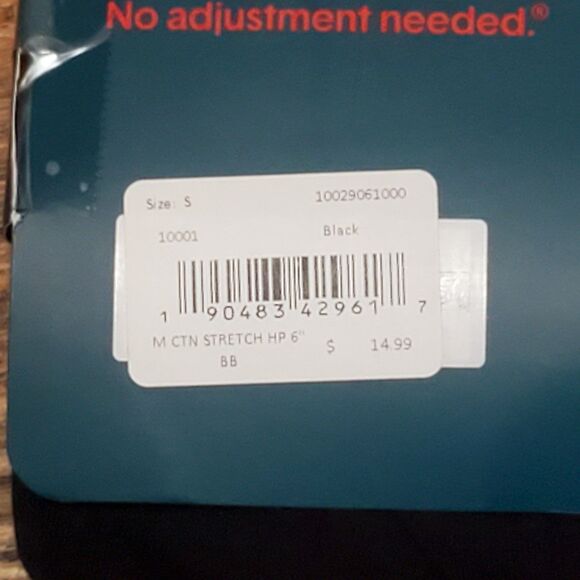 No adjustment needed.®
Size: S 10029061000
10001 Black
1 90483 42961 7
M CTN STRETCH HP 6" $ 14.99
BB